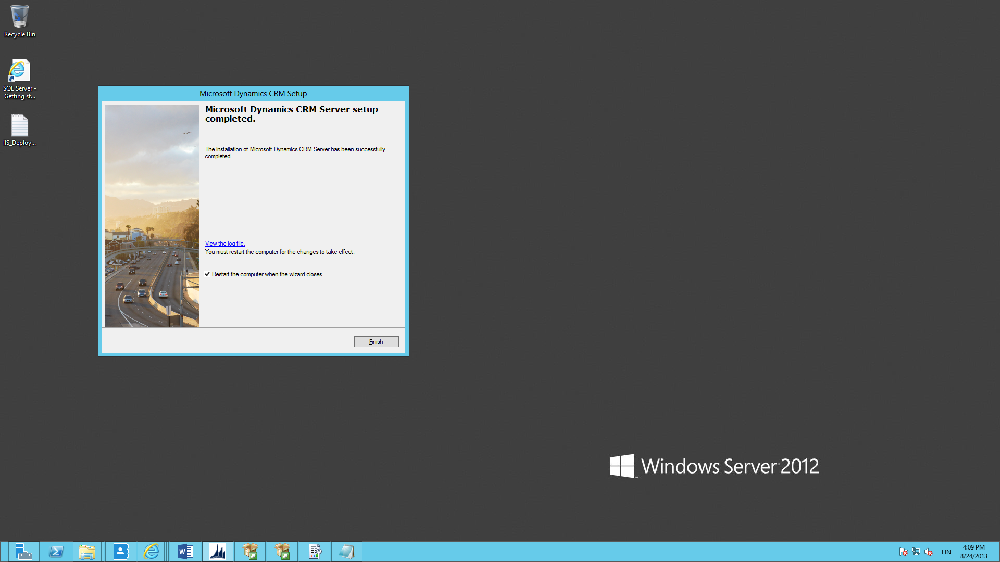 Recycle Bin
SQL Server -
Getting st...
IIS_Deploy...
Microsoft Dynamics CRM Setup
Microsoft Dynamics CRM Server setup
completed.
The installation of Microsoft Dynamics CRM Server has been successfully
completed.
View the log file.
You must restart the computer for the changes to take effect.
Restart the computer when the wizard closes
Finish
Windows Server 2012
FIN
4:09 PM
8/24/2013